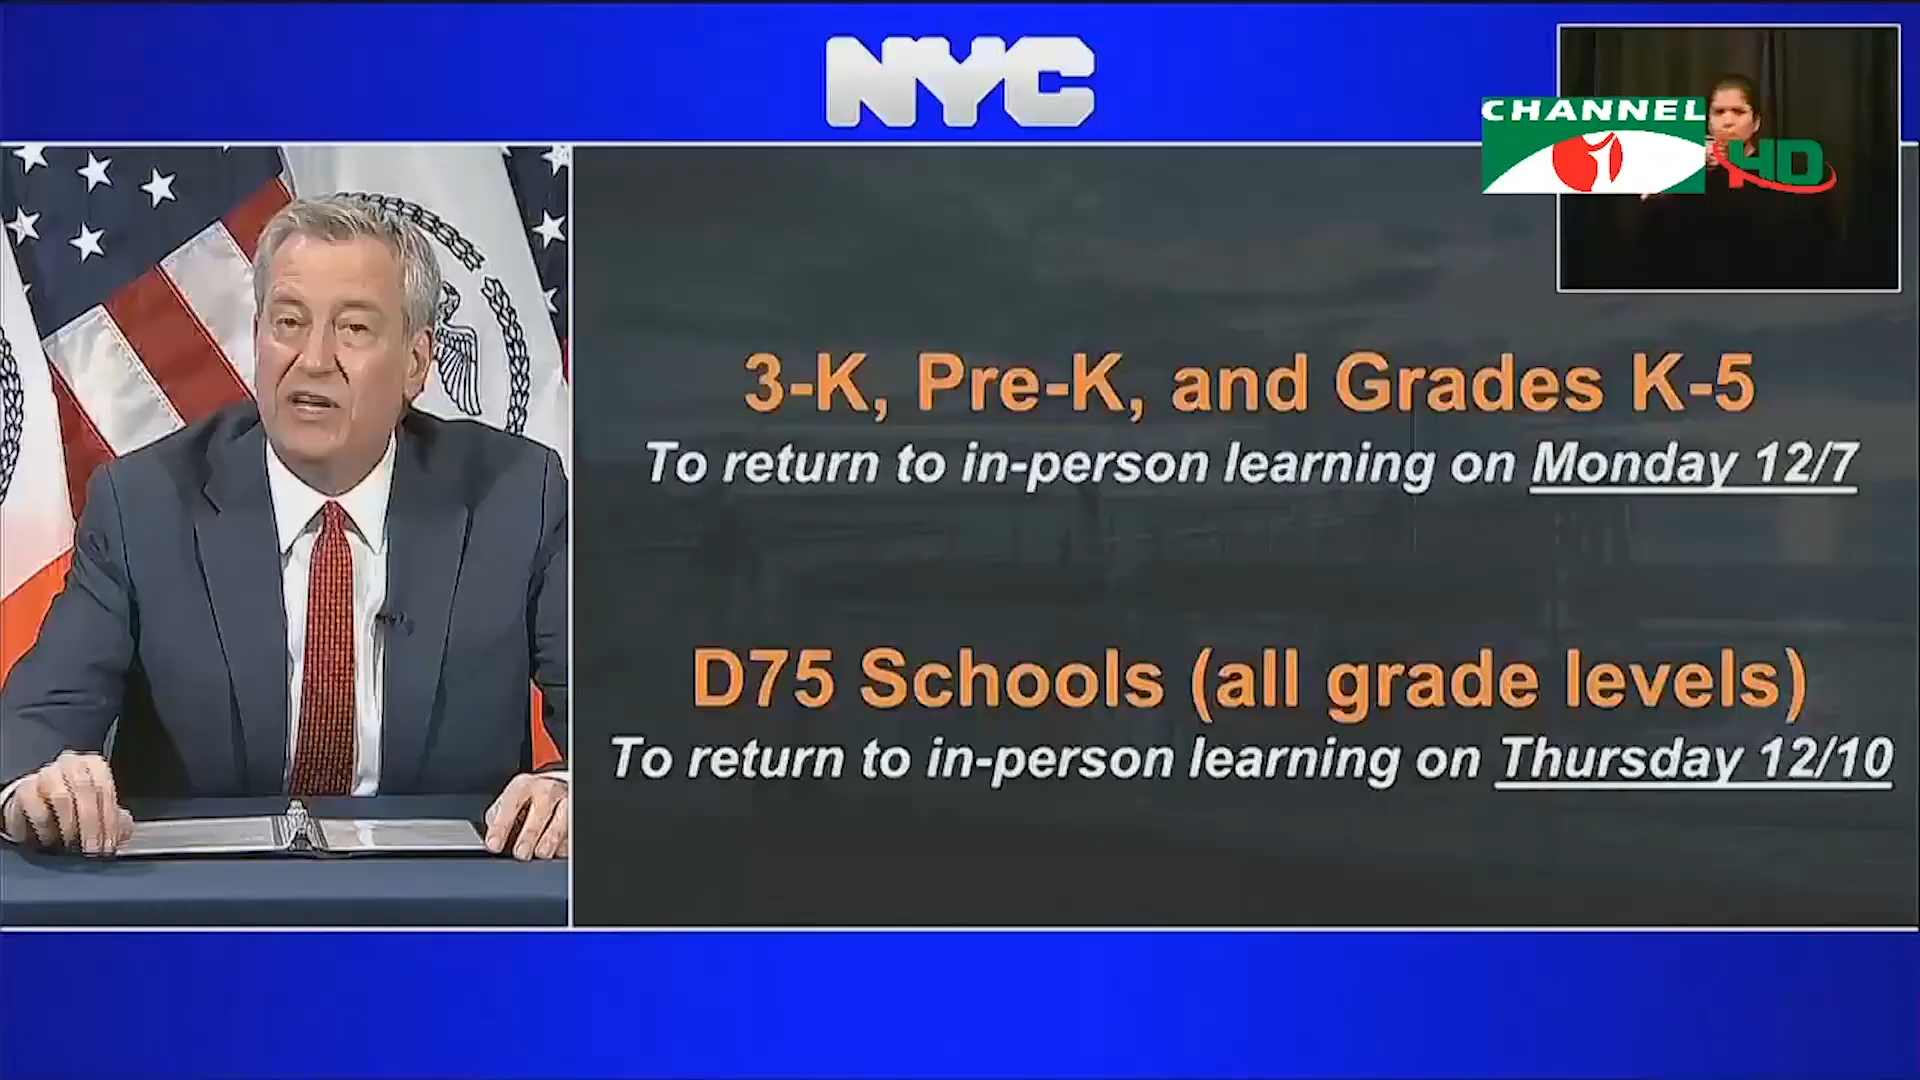 NYC
CHANNEL
i HD
3-K, Pre-K, and Grades K-5
To return to in-person learning on Monday 12/7
D75 Schools (all grade levels)
To return to in-person learning on Thursday 12/10